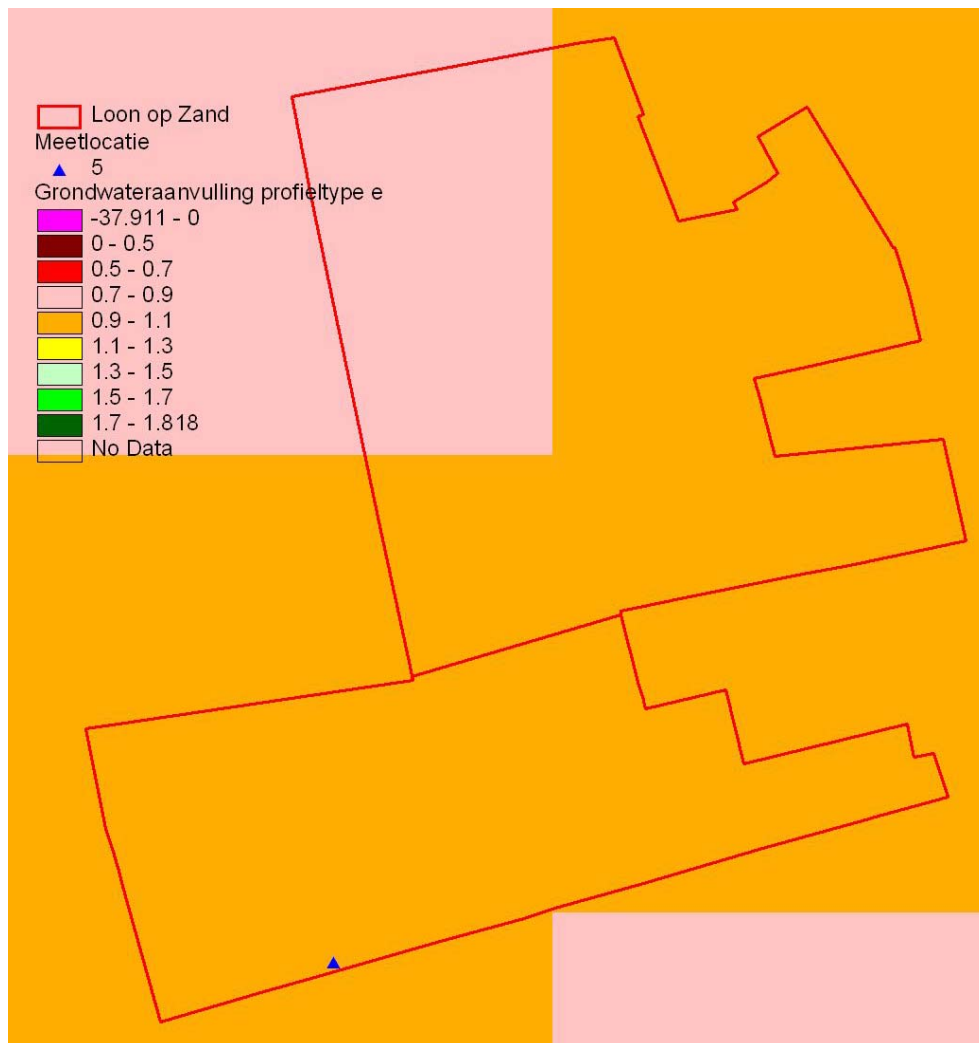 Loon op Zand
Meetlocatie
5
Grondwateraanvulling profieltype e
-37.911 - 0
0 - 0.5
0.5 - 0.7
0.7 - 0.9
0.9 - 1.1
1.1 - 1.3
1.3 - 1.5
1.5 - 1.7
1.7 - 1.818
No Data